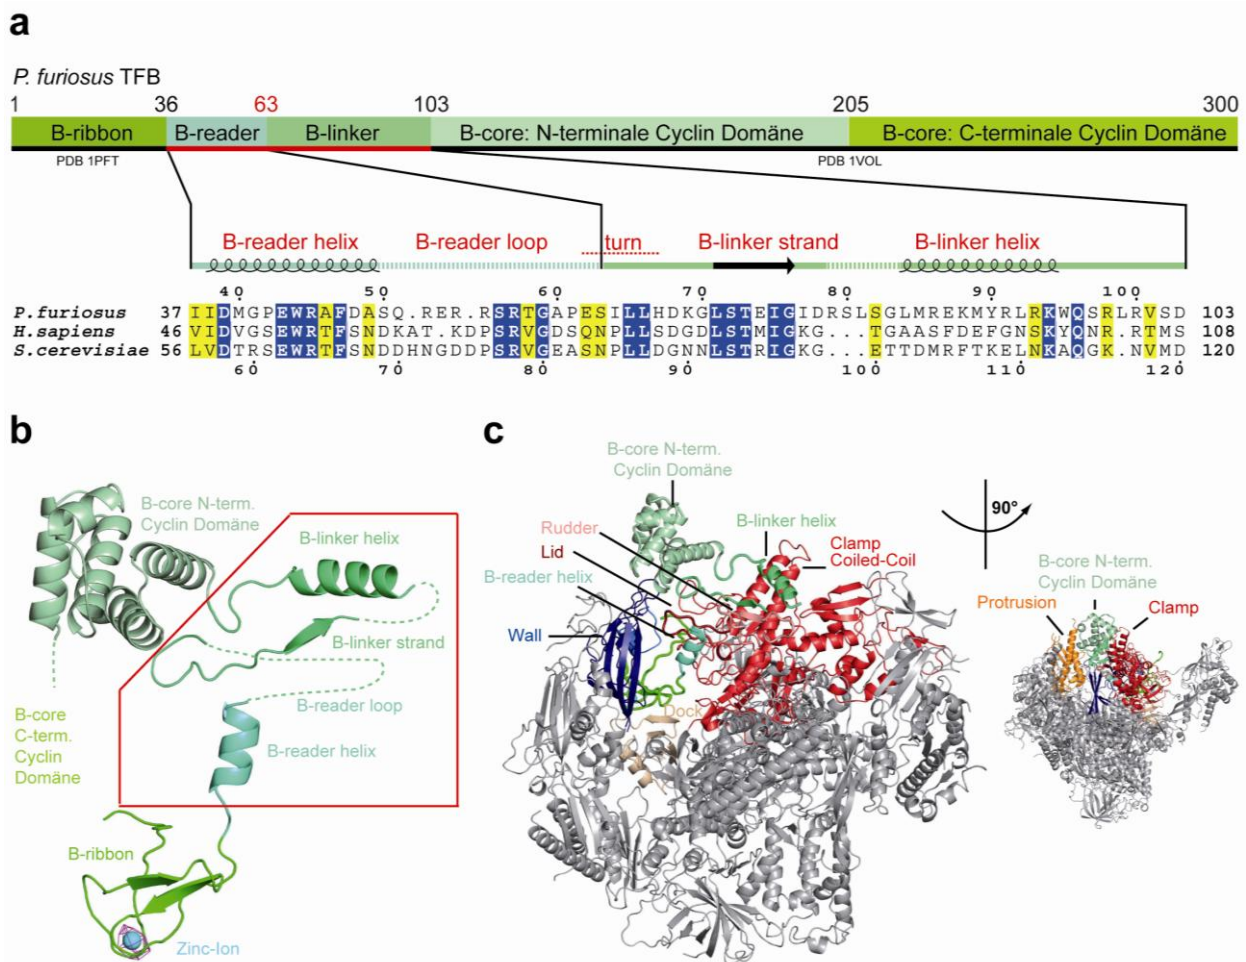 a
P. furiosus TFB
1 36 63 103 205 300
B-ribbon B-reader B-linker B-core: N-terminale Cyclin Domäne B-core: C-terminale Cyclin Domäne
PDB 1PFT PDB 1VOL
B-reader helix B-reader loop turn B-linker strand B-linker helix
40 50 60 70 80 90 100
P.furiosus 37 IIDMGPEWRAFDASQ.RER.RSRTGAPESILLHDKGLSTEIGIDRSLSGLMREKMYRLRKWQSRLRVSD 103
H.sapiens 46 VIDVGSEWRTFSNDKAT.KDPSRVGDSQNPLLSDGDLSTMIGKG...TGAASFDEFGNSKYQNR.RTMS 108
S.cerevisiae 56 LVDTRSEWRTFSNDDHNGDDPSRVGEASNPLLDGNNLSTRIGKG...ETTDMRFTKELNKAQGK.NVMD 120
60 70 80 90 100 110 120
b
B-core N-term.
Cyclin Domäne
B-linker helix
B-linker strand
B-reader loop
B-reader helix
B-core
C-term.
Cyclin
Domäne
B-ribbon
Zinc-Ion
c
B-core N-term.
Cyclin Domäne
Rudder
Lid
B-reader helix
B-linker helix
Clamp
Coiled-Coil
Wall
Dock
90°
B-core N-term.
Cyclin Domäne
Protrusion
Clamp